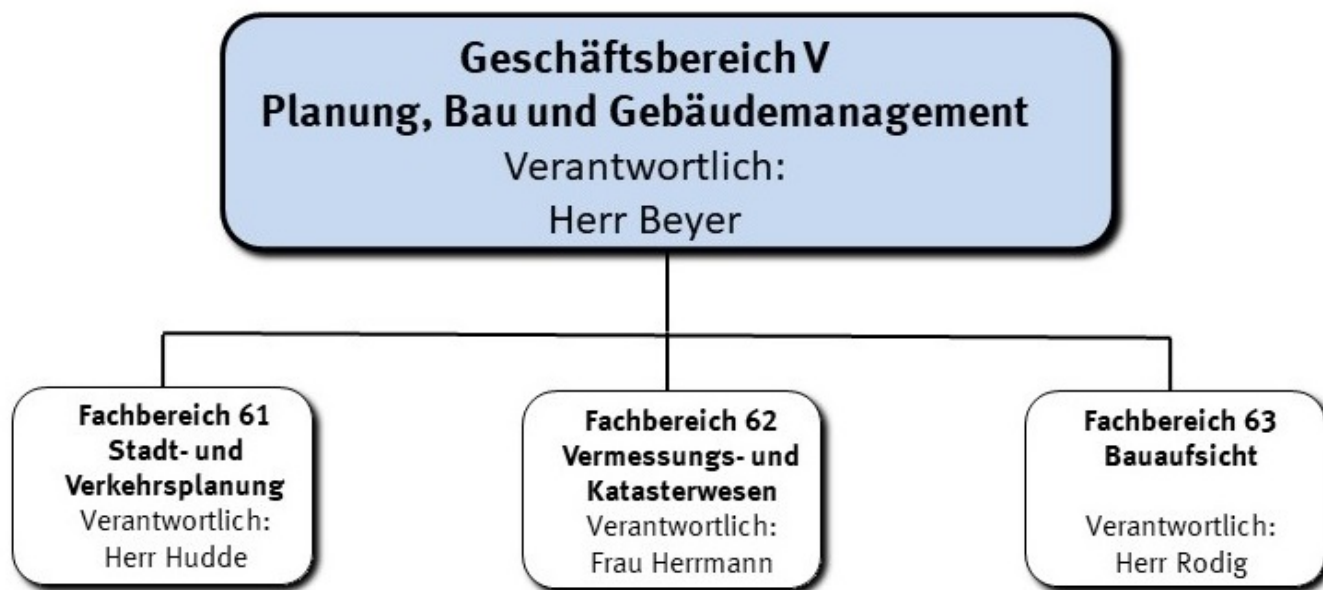 Geschäftsbereich V
Planung, Bau und Gebäudemanagement
Verantwortlich:
Herr Beyer
Fachbereich 61
Stadt- und
Verkehrsplanung
Verantwortlich:
Herr Hudde
Fachbereich 62
Vermessungs- und
Katasterwesen
Verantwortlich:
Frau Herrmann
Fachbereich 63
Bauaufsicht
Verantwortlich:
Herr Rodig